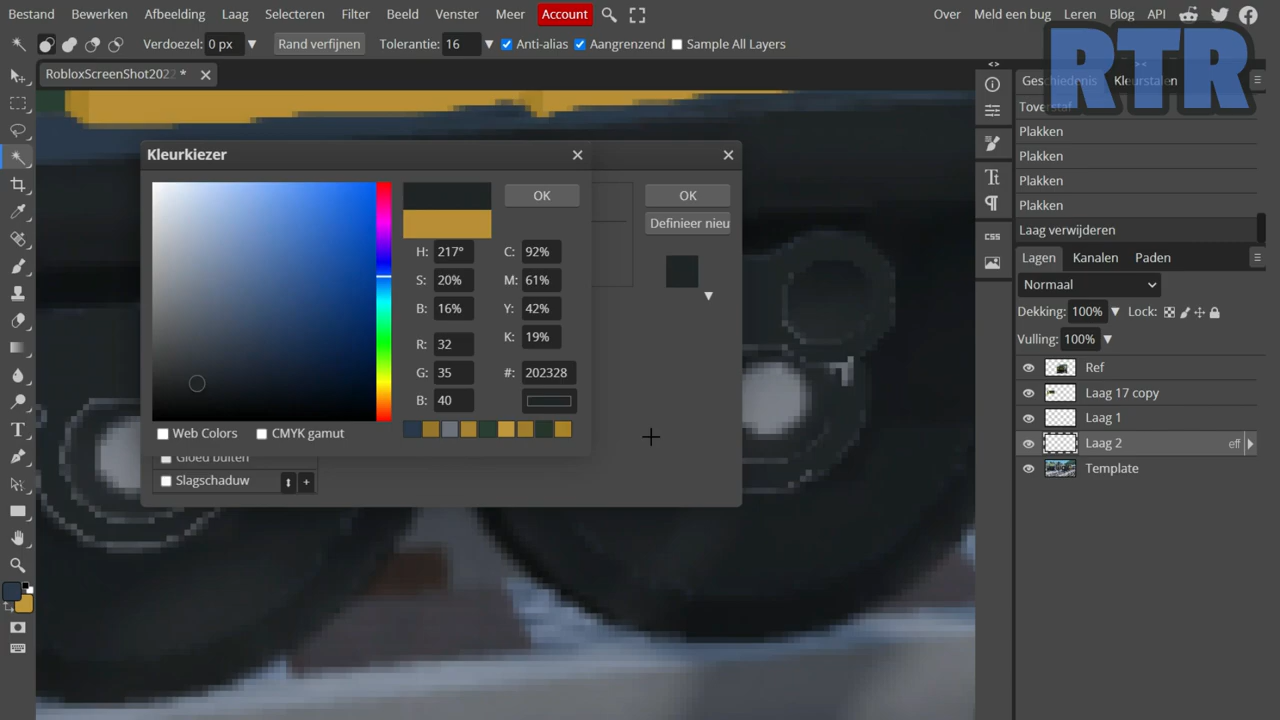 Bestand Bewerken Afbeelding Laag Selecteren Filter Beeld Venster Meer Account Over Meld een bug Leren Blog API
Verdoezel: 0 px Rand verfijnen Tolerantie: 16 Anti-alias Aangrenzend Sample All Layers
RTR
RobloxScreenShot2022 *
Geschiedenis Kleurstalen
Toverstaf
Plakken
Plakken
Plakken
Plakken
Laag verwijderen
Kleurkiezer
OK
OK
Definieer nieu
H: 217° C: 92%
S: 20% M: 61%
B: 16% Y: 42%
K: 19%
R: 32
G: 35 #: 202328
B: 40
Web Colors CMYK gamut
Gloed buiten
Slagschaduw
Lagen Kanalen Paden
Normaal
Dekking: 100% Lock:
Vulling: 100%
Ref
Laag 17 copy
Laag 1
Laag 2 eff
Template
css